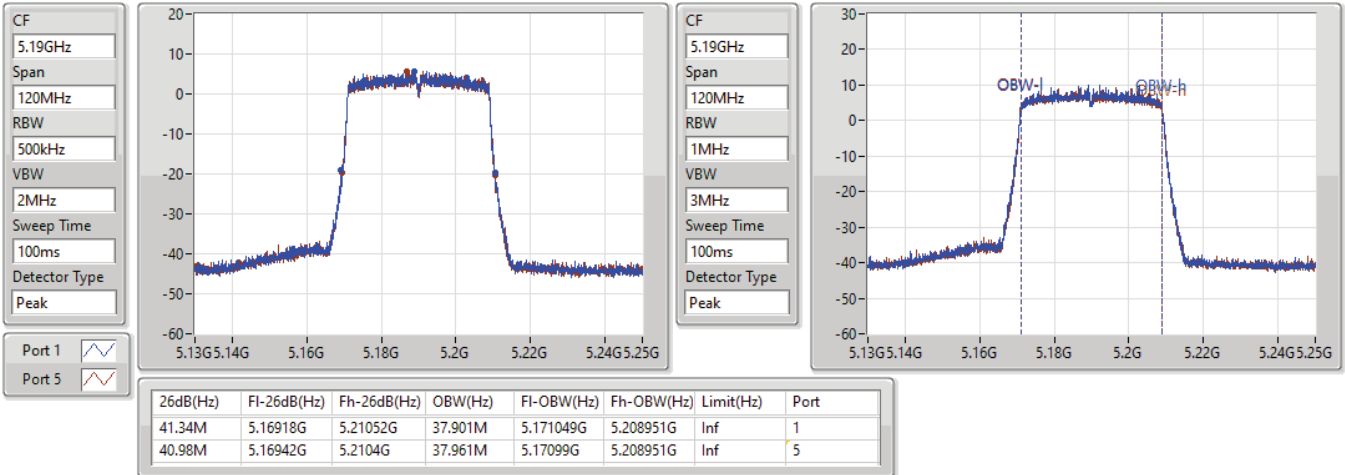 CF
5.19GHz
Span
120MHz
RBW
500kHz
VBW
2MHz
Sweep Time
100ms
Detector Type
Peak
Port 1
Port 5
20
10
0
-10
-20
-30
-40
-50
-60
5.13G 5.14G 5.16G 5.18G 5.2G 5.22G 5.24G 5.25G
CF
5.19GHz
Span
120MHz
RBW
1MHz
VBW
3MHz
Sweep Time
100ms
Detector Type
Peak
30
20
10
0
-10
-20
-30
-40
-50
-60
OBW-l OBW-h
5.13G 5.14G 5.16G 5.18G 5.2G 5.22G 5.24G 5.25G
26dB(Hz) Fl-26dB(Hz) Fh-26dB(Hz) OBW(Hz) Fl-OBW(Hz) Fh-OBW(Hz) Limit(Hz) Port
41.34M 5.16918G 5.21052G 37.901M 5.171049G 5.208951G Inf 1
40.98M 5.16942G 5.2104G 37.961M 5.17099G 5.208951G Inf 5